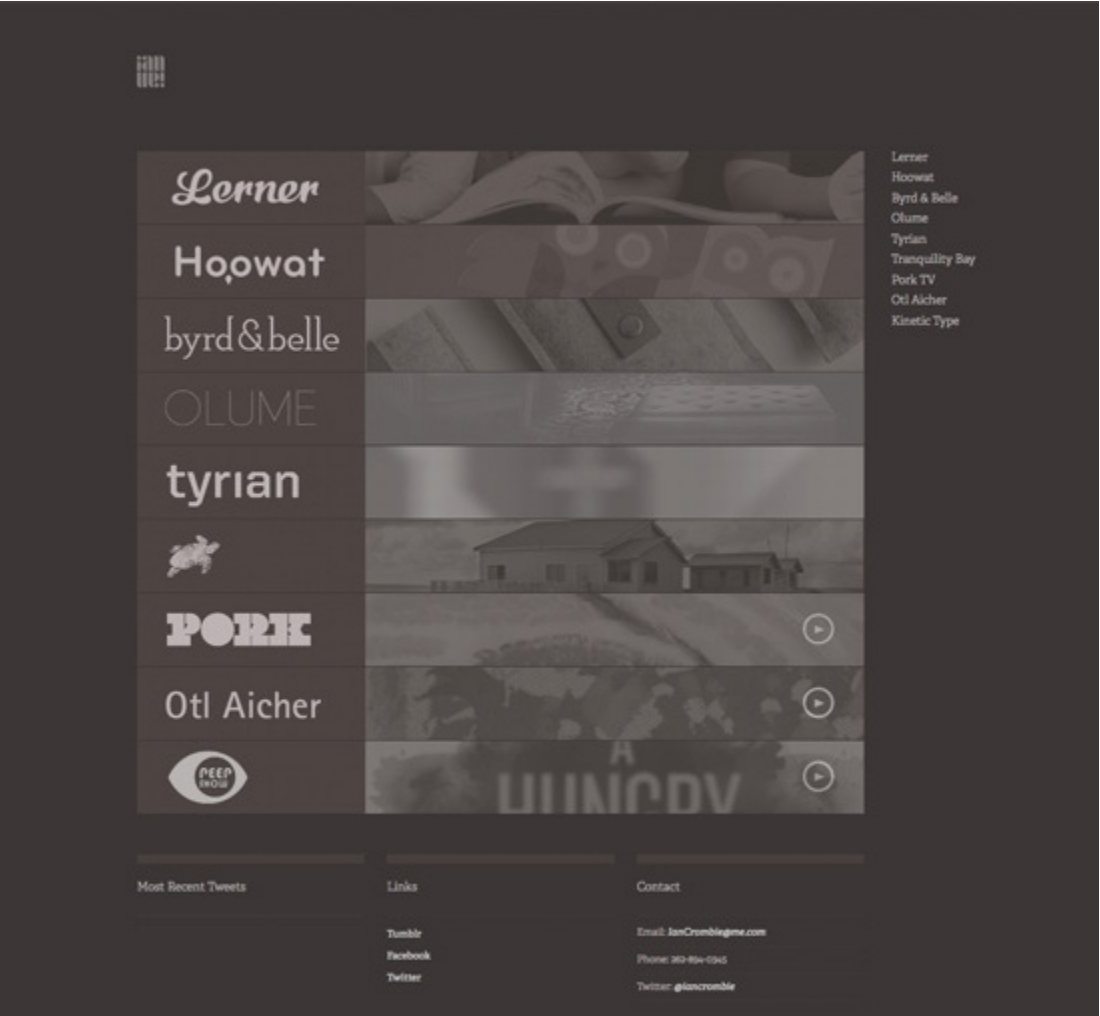 Lerner
Hoowat
byrd & belle
OLUME
tyrıan
PORK
Otl Aicher
PEEP
SHOW
A
HUNGRY
Lerner
Hoowat
Byrd & Belle
Olume
Tyrian
Tranquility Bay
Pork TV
Otl Aicher
Kinetic Type
Most Recent Tweets
Links
Tumblr
Facebook
Twitter
Contact
Email: IanCrombie@me.com
Phone:
Twitter: @iancrombie